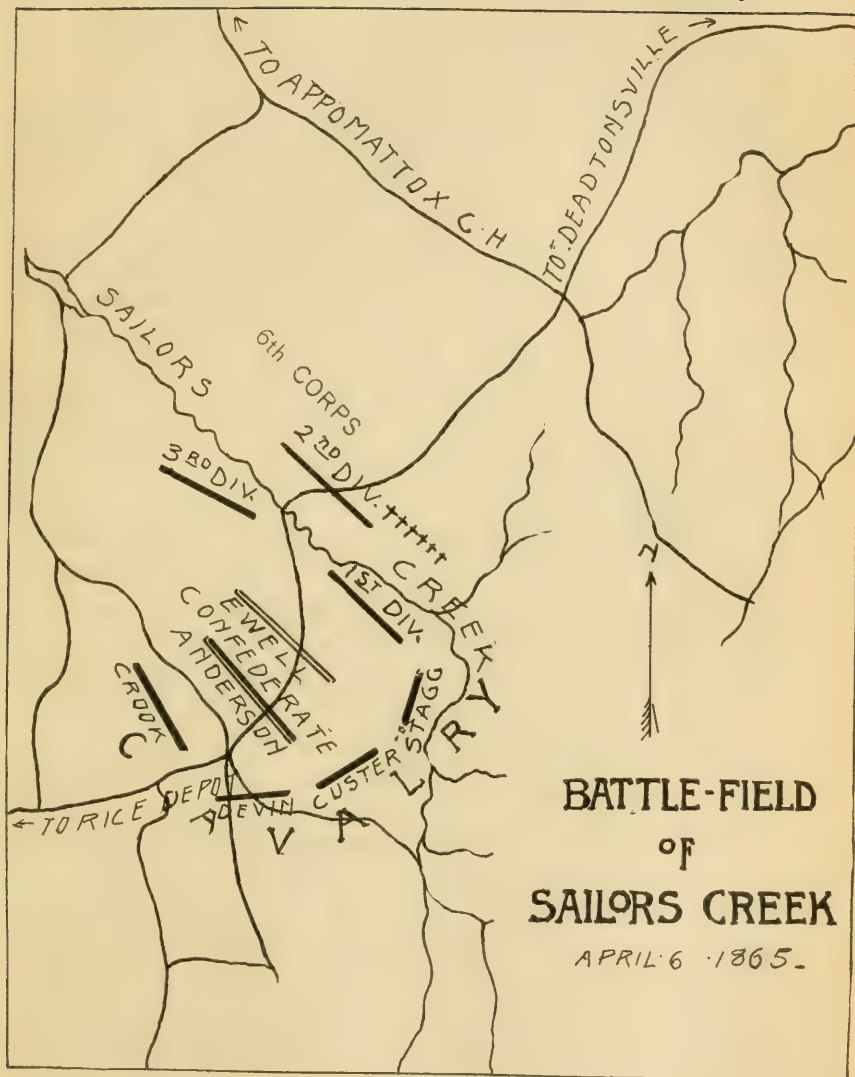 ← TO APPOMATTOX C.H
TO DEADTONSVILLE →
SAILORS
CREEK
6th CORPS
2ND DIV.
3RD DIV.
1ST DIV.
EWELL
CONFEDERATE
ANDERSON
CROOK
STAGG
CUSTER
DEVIN
CAVALRY
← TO RICE DEPOT
N
BATTLE-FIELD
OF
SAILORS CREEK
APRIL·6 ·1865-